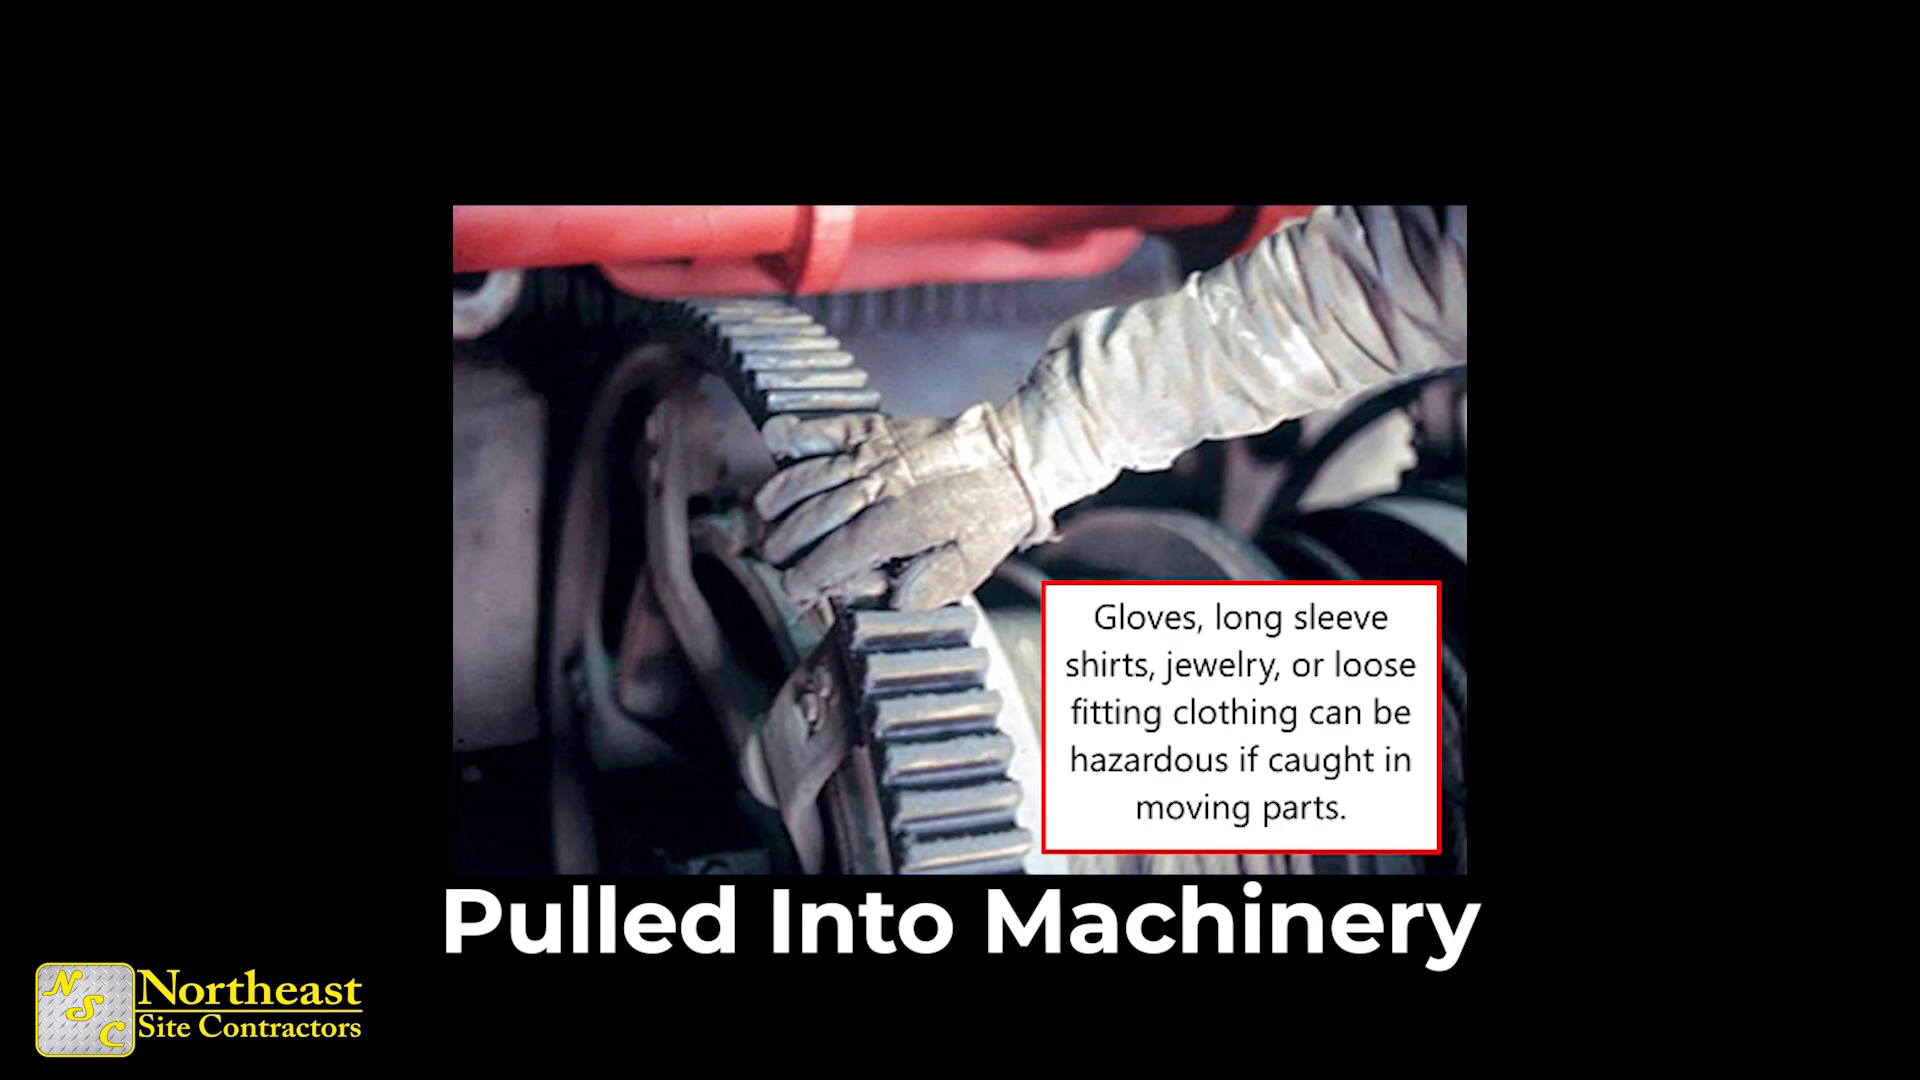 Gloves, long sleeve
shirts, jewelry, or loose
fitting clothing can be
hazardous if caught in
moving parts.
Pulled Into Machinery
NSC
Northeast
Site Contractors